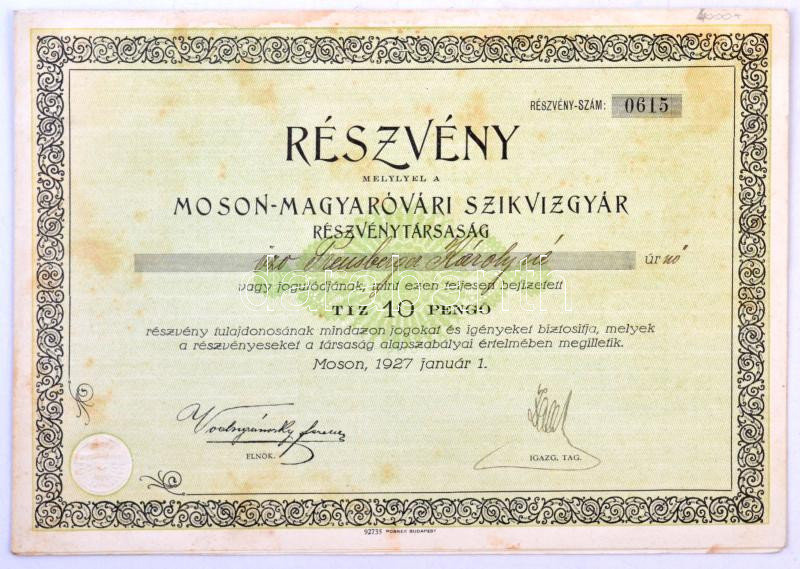 4000-
RÉSZVÉNY-SZÁM: 0615
RÉSZVÉNY
MELYLYEL A
MOSON-MAGYARÓVÁRI SZIKVIZGYÁR
RÉSZVÉNYTÁRSASÁG
özv Preusberger Károly úr nő
vagy jogutódjának, mint ezen teljesen befizetett
TIZ 10 PENGŐ
részvény tulajdonosának mindazon jogokat és igényeket biztositja, melyek
a részvényeseket a társaság alapszabályai értelmében megilletik.
Moson, 1927 január 1.
ELNÖK.
IGAZG. TAG.
92735 POSNER BUDAPEST